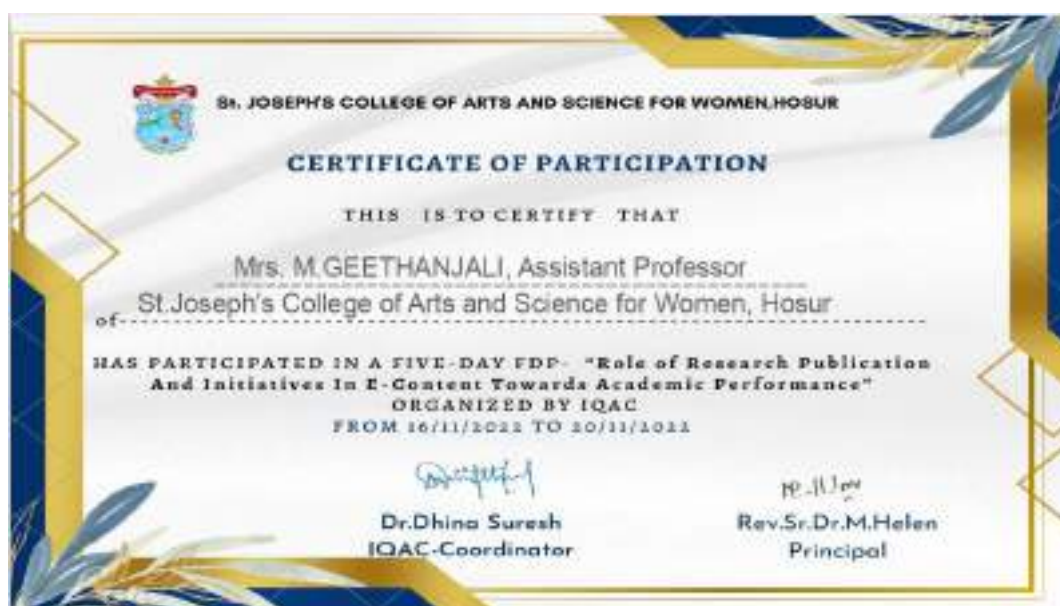 St. JOSEPH'S COLLEGE OF ARTS AND SCIENCE FOR WOMEN,HOSUR
CERTIFICATE OF PARTICIPATION
THIS IS TO CERTIFY THAT
Mrs. M.GEETHANJALI, Assistant Professor
of St.Joseph's College of Arts and Science for Women, Hosur
HAS PARTICIPATED IN A FIVE-DAY FDP- "Role of Research Publication
And Initiatives In E-Content Towards Academic Performance"
ORGANIZED BY IQAC
FROM 16/11/2022 TO 20/11/2022
Dr.Dhina Suresh
IQAC-Coordinator
Rev.Sr.Dr.M.Helen
Principal